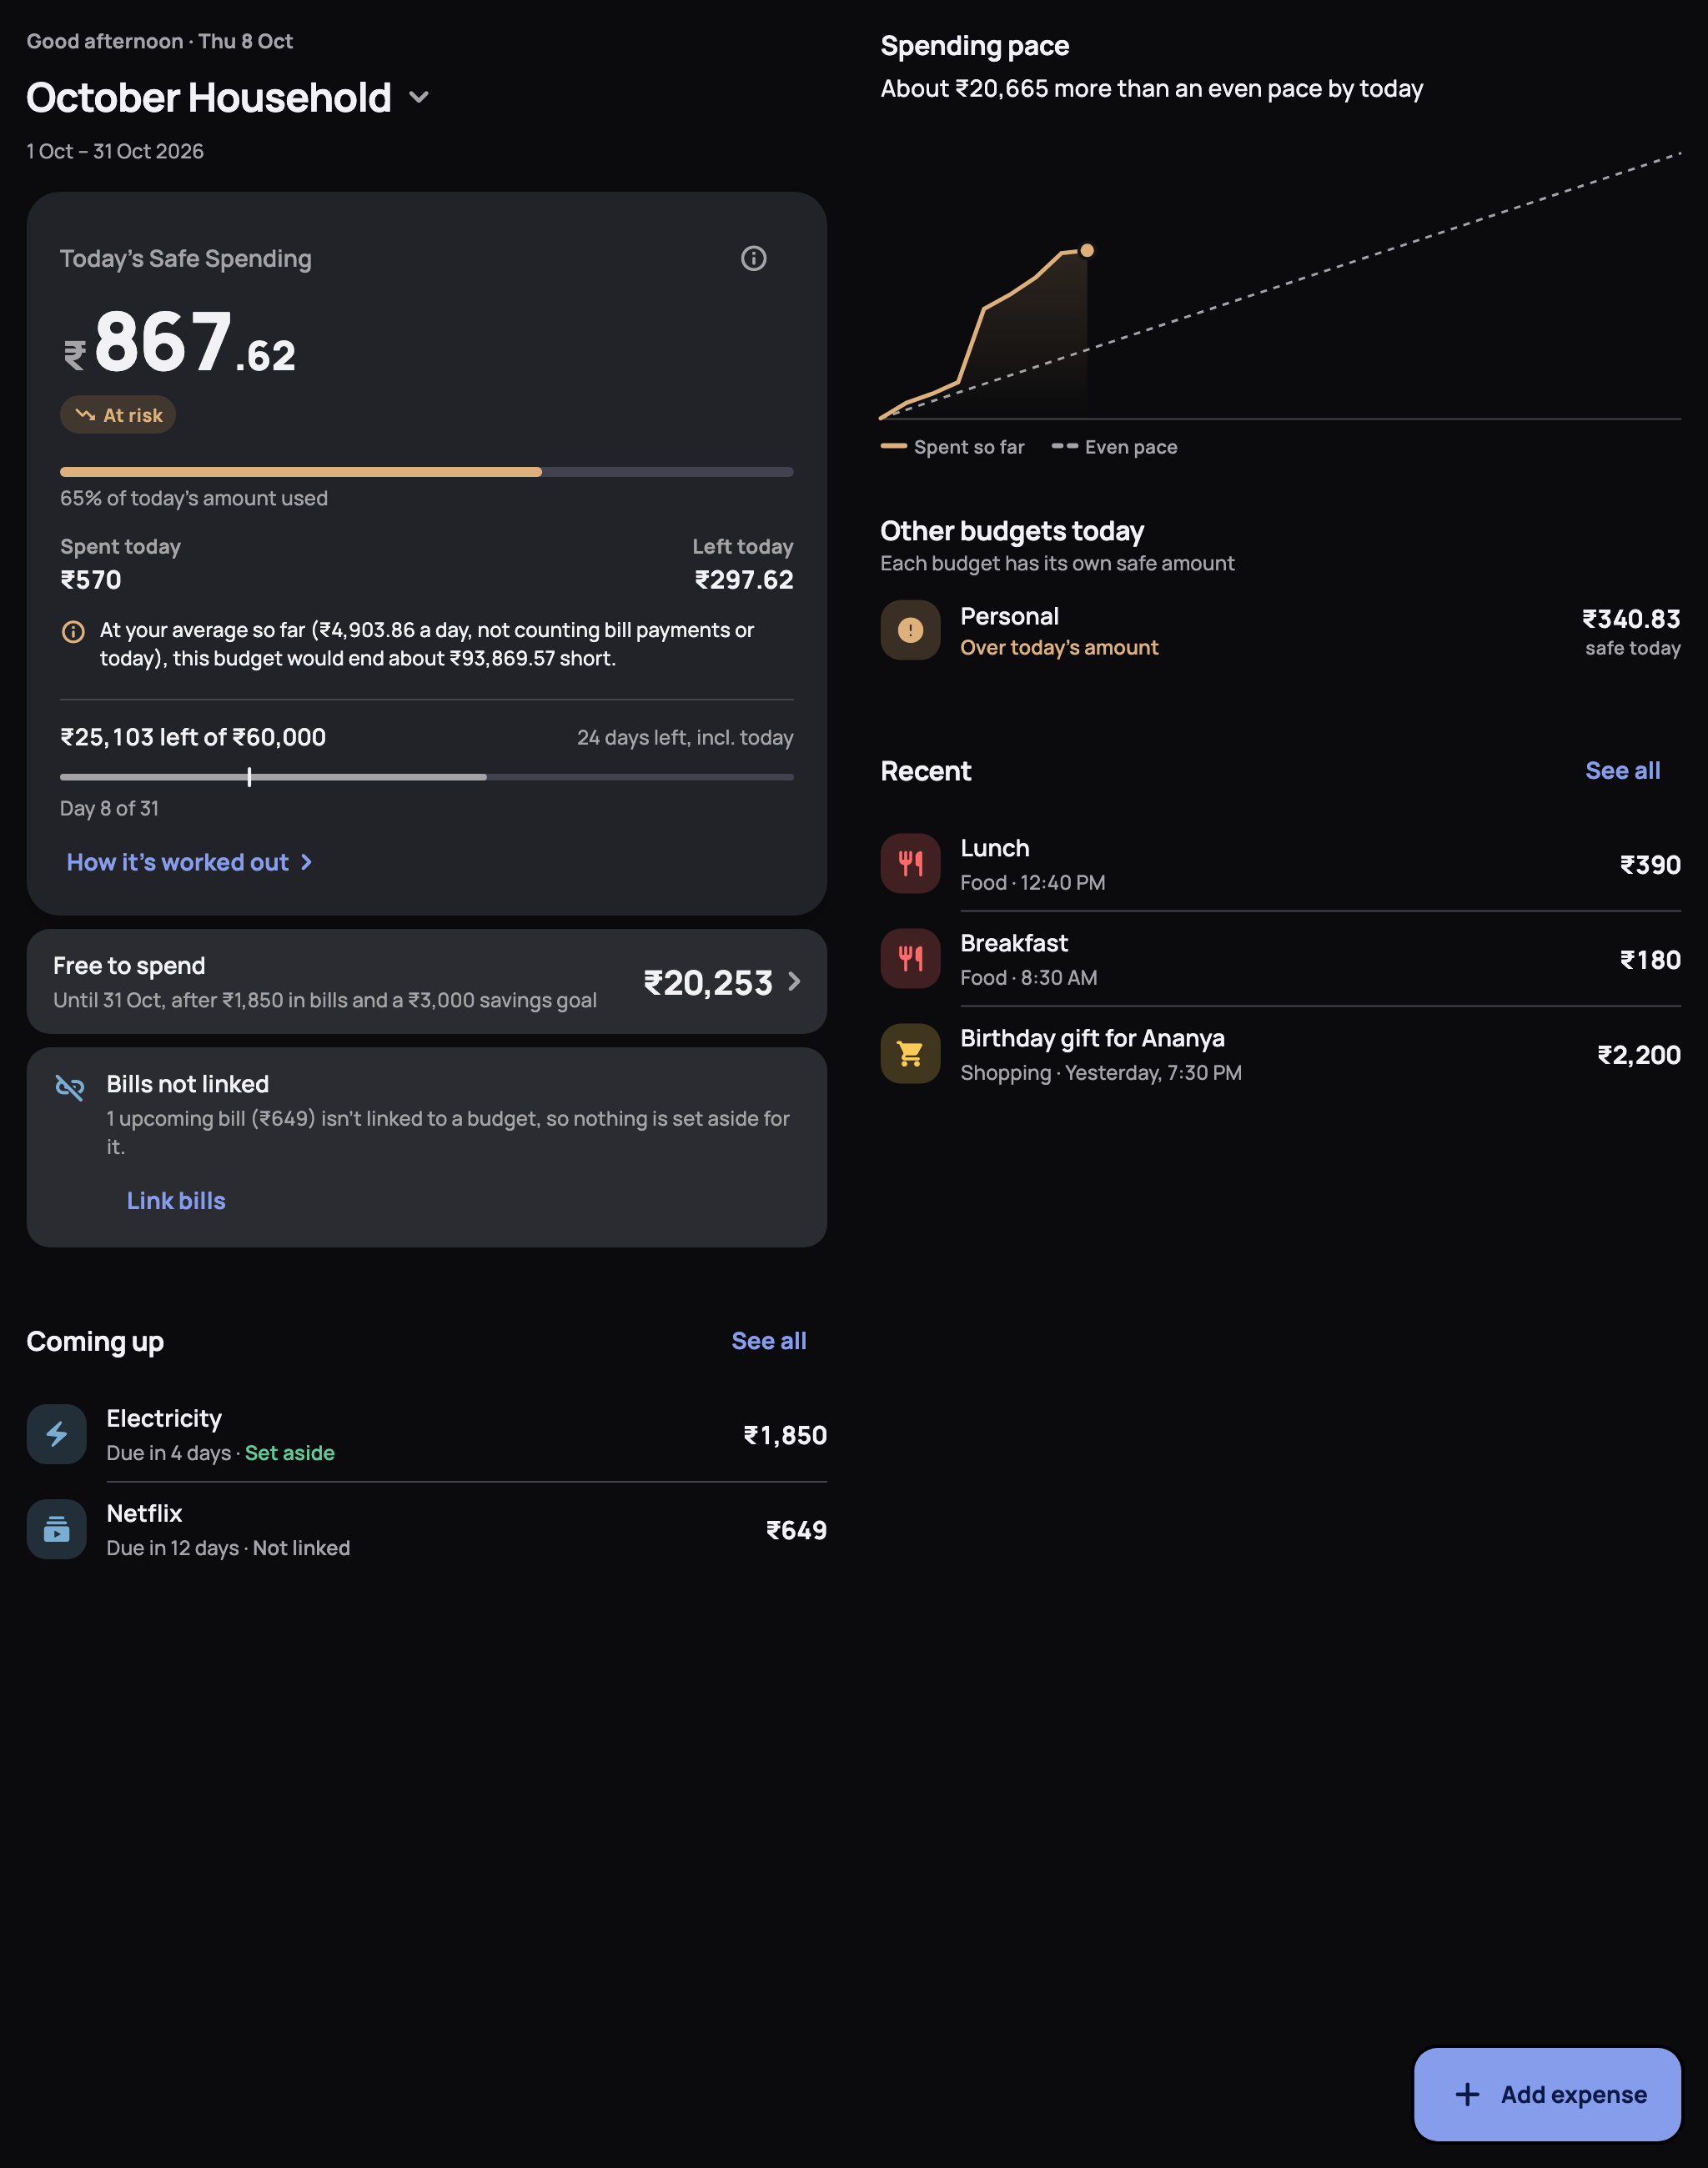 Good afternoon · Thu 8 Oct
October Household
1 Oct – 31 Oct 2026
Today's Safe Spending
₹867.62
At risk
65% of today's amount used
Spent today
Left today
₹570
₹297.62
At your average so far (₹4,903.86 a day, not counting bill payments or
today), this budget would end about ₹93,869.57 short.
₹25,103 left of ₹60,000
24 days left, incl. today
Day 8 of 31
How it's worked out
Free to spend
Until 31 Oct, after ₹1,850 in bills and a ₹3,000 savings goal
₹20,253
Bills not linked
1 upcoming bill (₹649) isn't linked to a budget, so nothing is set aside for
it.
Link bills
Coming up
See all
Electricity
Due in 4 days · Set aside
₹1,850
Netflix
Due in 12 days · Not linked
₹649
Spending pace
About ₹20,665 more than an even pace by today
Spent so far
Even pace
Other budgets today
Each budget has its own safe amount
Personal
Over today's amount
₹340.83
safe today
Recent
See all
Lunch
Food · 12:40 PM
₹390
Breakfast
Food · 8:30 AM
₹180
Birthday gift for Ananya
Shopping · Yesterday, 7:30 PM
₹2,200
Add expense